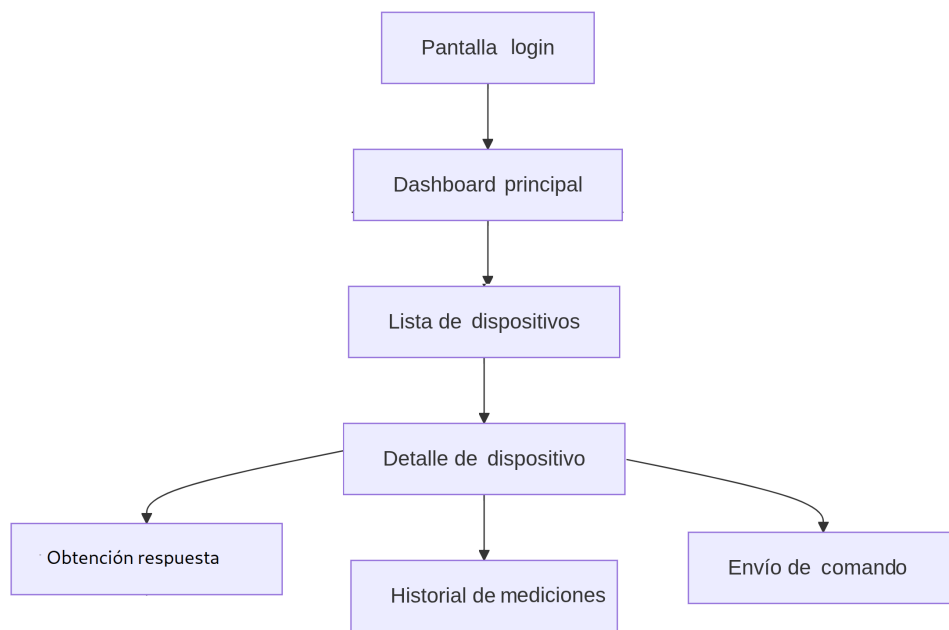 Pantalla login
Dashboard principal
Lista de dispositivos
Detalle de dispositivo
Obtención respuesta
Historial de mediciones
Envío de comando